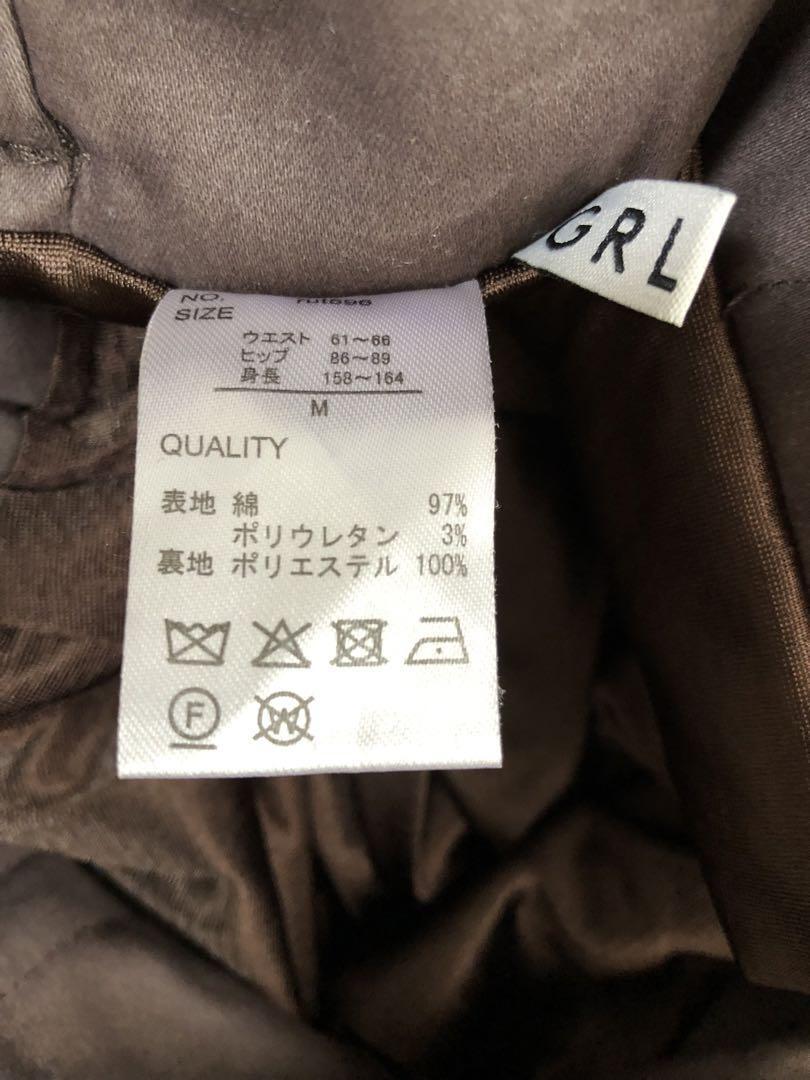 GRL
NO. rut696
SIZE
ウエスト 61～66
ヒップ 86～89
身長 158～164
M
QUALITY
表地 綿 97%
ポリウレタン 3%
裏地 ポリエステル 100%
F
W